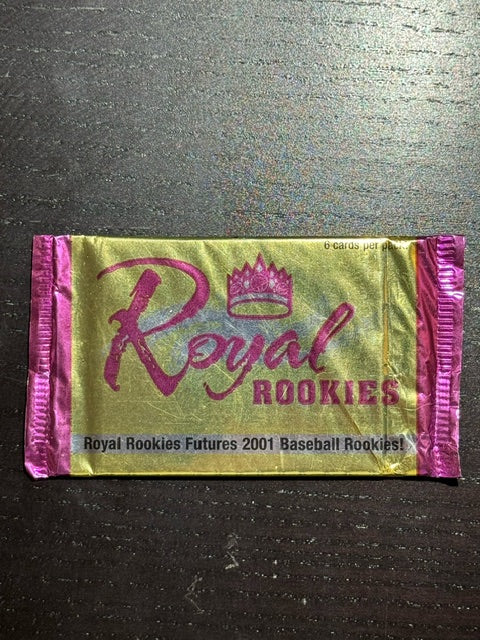 6 cards per pack
Royal
ROOKIES
Royal Rookies Futures 2001 Baseball Rookies!